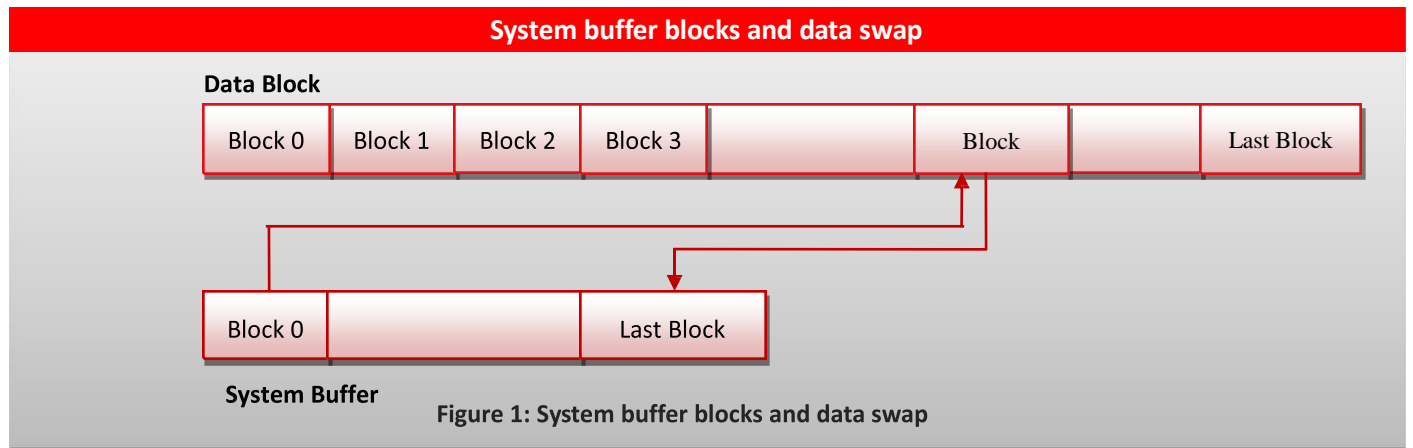 System buffer blocks and data swap
Data Block
Block 0 Block 1 Block 2 Block 3 Block Last Block
Block 0 Last Block
System Buffer
Figure 1: System buffer blocks and data swap